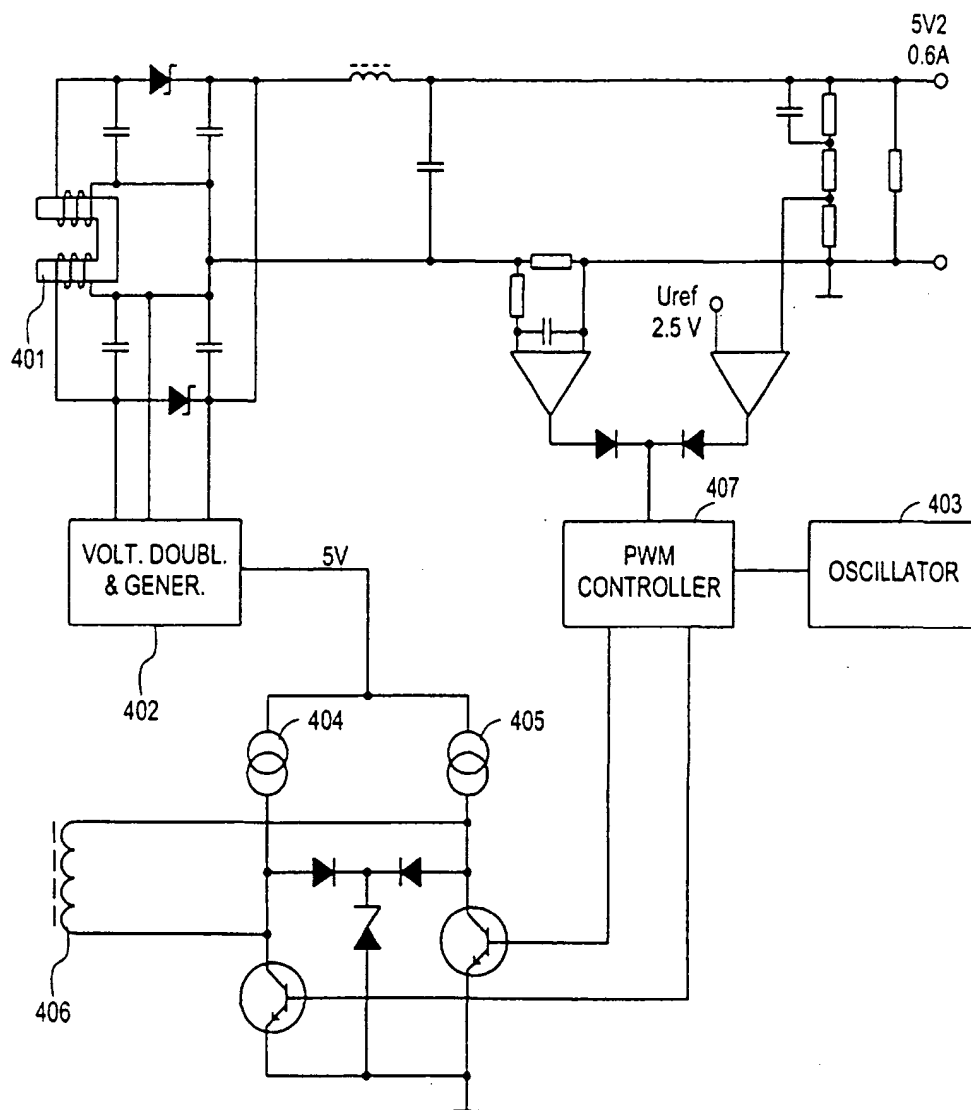 5V2
0.6A
401
Uref
2.5 V
407
403
VOLT. DOUBL.
& GENER.
5V
PWM
CONTROLLER
OSCILLATOR
402
404
405
406